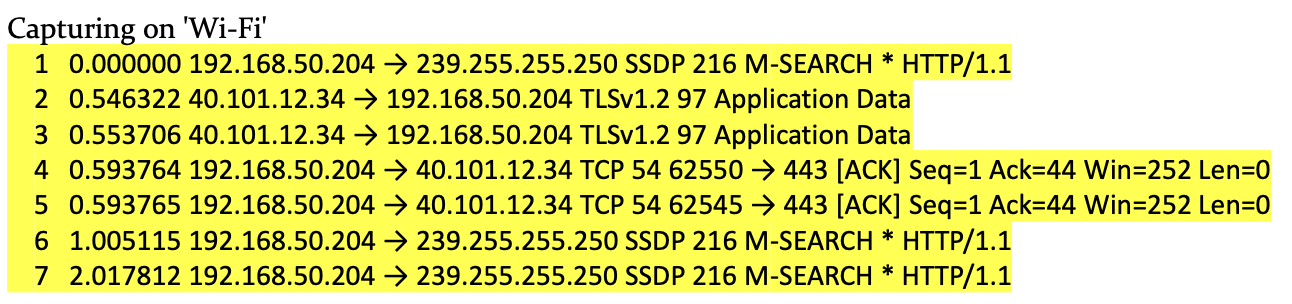 Capturing on 'Wi-Fi'
1 0.000000 192.168.50.204 → 239.255.255.250 SSDP 216 M-SEARCH * HTTP/1.1
2 0.546322 40.101.12.34 → 192.168.50.204 TLSv1.2 97 Application Data
3 0.553706 40.101.12.34 → 192.168.50.204 TLSv1.2 97 Application Data
4 0.593764 192.168.50.204 → 40.101.12.34 TCP 54 62550 → 443 [ACK] Seq=1 Ack=44 Win=252 Len=0
5 0.593765 192.168.50.204 → 40.101.12.34 TCP 54 62545 → 443 [ACK] Seq=1 Ack=44 Win=252 Len=0
6 1.005115 192.168.50.204 → 239.255.255.250 SSDP 216 M-SEARCH * HTTP/1.1
7 2.017812 192.168.50.204 → 239.255.255.250 SSDP 216 M-SEARCH * HTTP/1.1